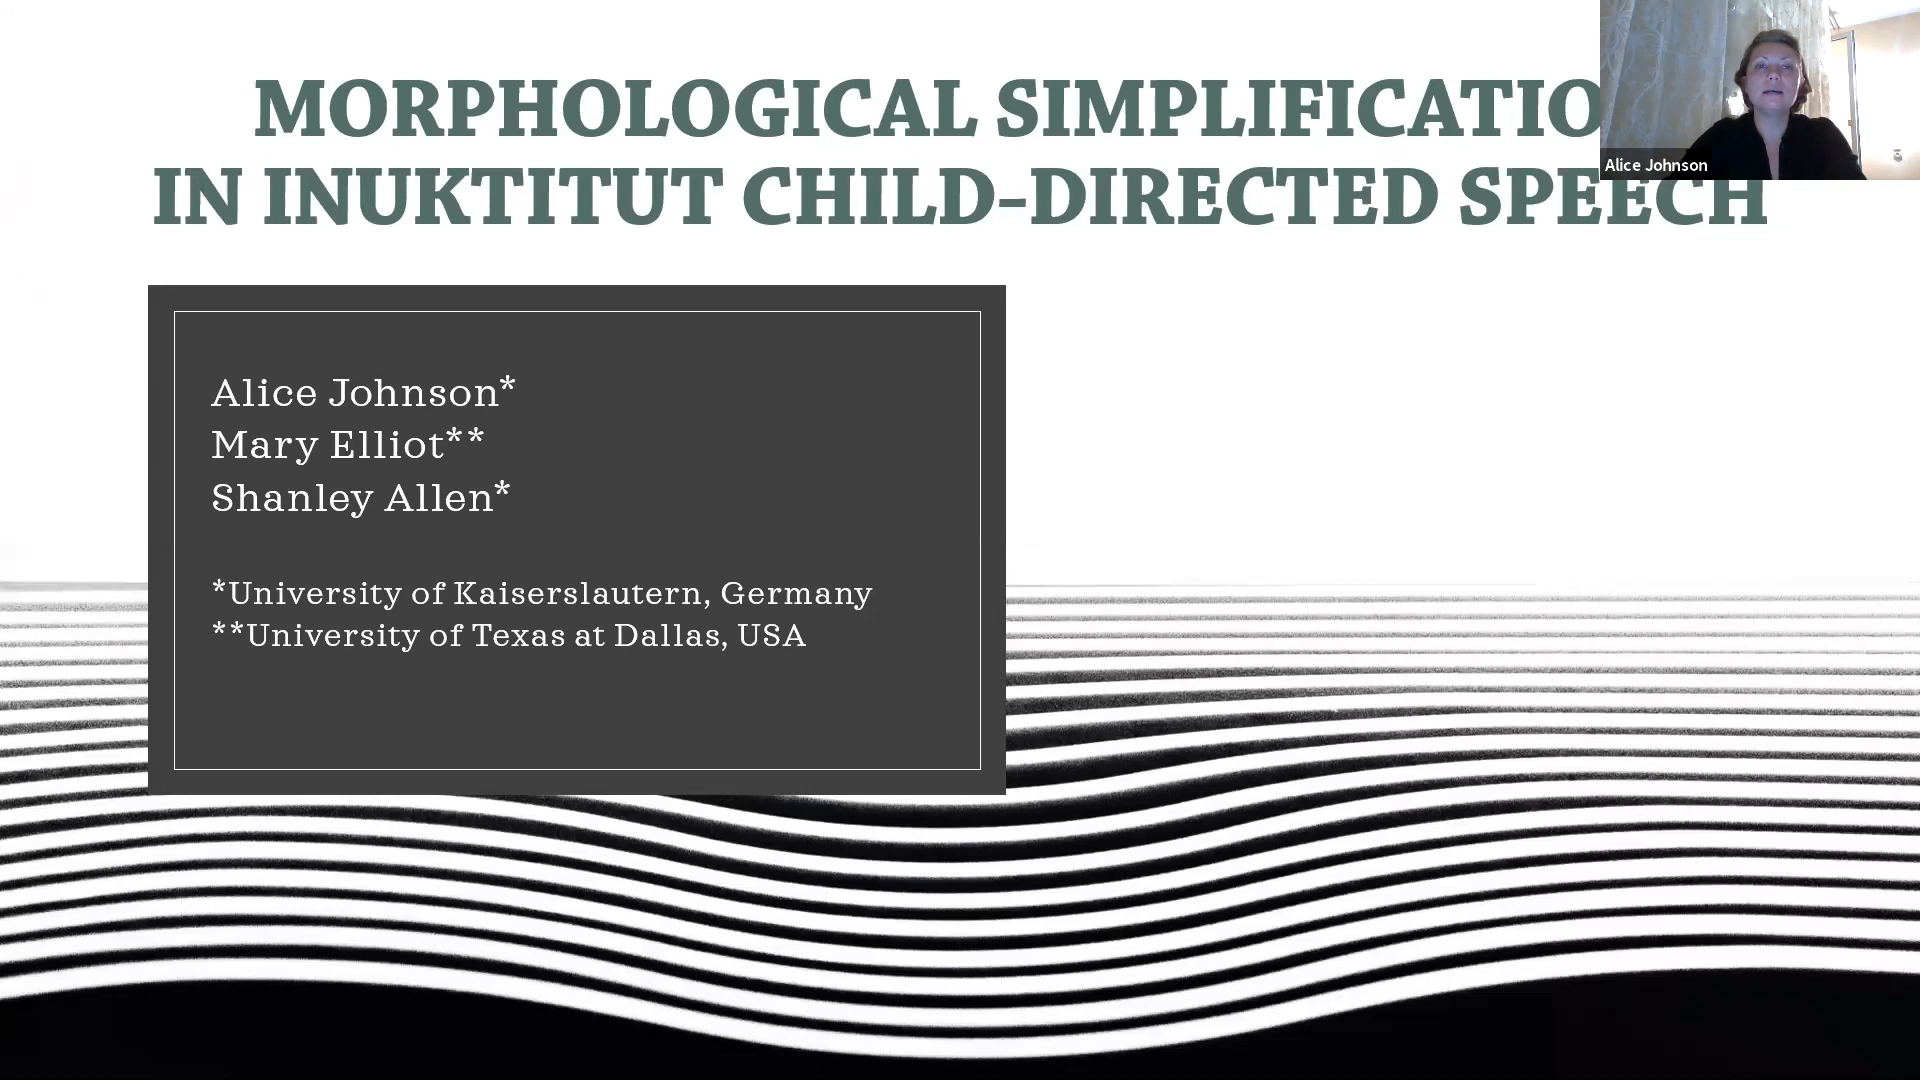 MORPHOLOGICAL SIMPLIFICATIO
IN INUKTITUT CHILD-DIRECTED SPEECH
Alice Johnson
Alice Johnson*
Mary Elliot**
Shanley Allen*
*University of Kaiserslautern, Germany
**University of Texas at Dallas, USA